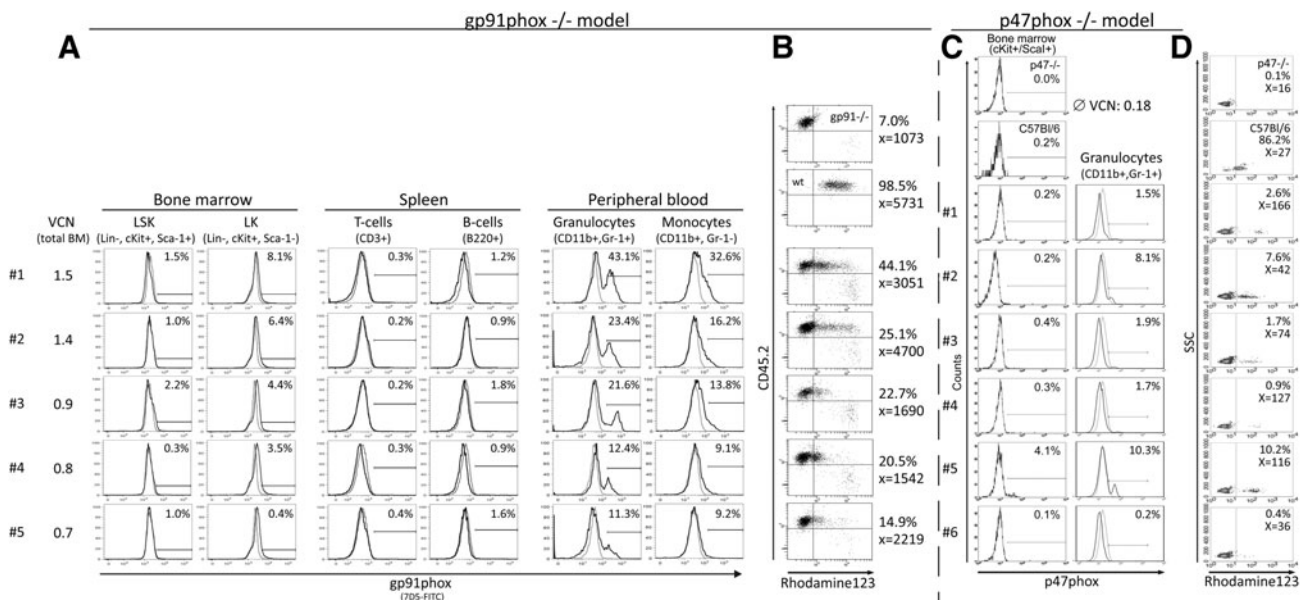 gp91phox -/- model
p47phox -/- model
A
B
C
D
Bone marrow
(cKit+/ScaI+)
p47-/-
0.0%
∅ VCN: 0.18
C57Bl/6
0.2%
Granulocytes
(CD11b+,Gr-1+)
p47-/-
0.1%
X=16
C57Bl/6
86.2%
X=27
gp91-/-
7.0%
x=1073
wt
98.5%
x=5731
Bone marrow
Spleen
Peripheral blood
VCN
(total BM)
LSK
(Lin-, cKit+, Sca-1+)
LK
(Lin-, cKit+, Sca-1-)
T-cells
(CD3+)
B-cells
(B220+)
Granulocytes
(CD11b+,Gr-1+)
Monocytes
(CD11b+, Gr-1-)
#1 1.5 1.5% 8.1% 0.3% 1.2% 43.1% 32.6%
#2 1.4 1.0% 6.4% 0.2% 0.9% 23.4% 16.2%
#3 0.9 2.2% 4.4% 0.2% 1.8% 21.6% 13.8%
#4 0.8 0.3% 3.5% 0.3% 0.9% 12.4% 9.1%
#5 0.7 1.0% 0.4% 0.4% 1.6% 11.3% 9.2%
gp91phox
(7D5-FITC)
CD45.2
44.1%
x=3051
25.1%
x=4700
22.7%
x=1690
20.5%
x=1542
14.9%
x=2219
Rhodamine123
Counts
#1 0.2% 1.5%
#2 0.2% 8.1%
#3 0.4% 1.9%
#4 0.3% 1.7%
#5 4.1% 10.3%
#6 0.1% 0.2%
p47phox
SSC
2.6%
X=166
7.6%
X=42
1.7%
X=74
0.9%
X=127
10.2%
X=116
0.4%
X=36
Rhodamine123